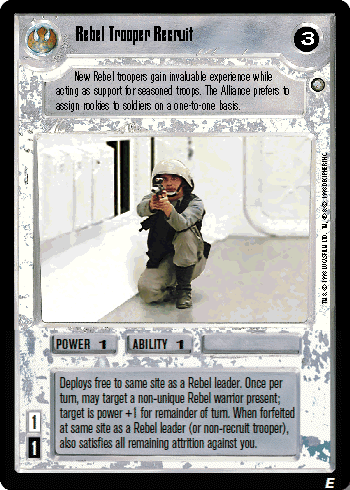 Rebel Trooper Recruit
3
New Rebel troopers gain invaluable experience while
acting as support for seasoned troops. The Alliance prefers to
assign rookies to soldiers on a one-to-one basis.
POWER 1
ABILITY 1
Deploys free to same site as a Rebel leader. Once per
turn, may target a non-unique Rebel warrior present;
target is power +1 for remainder of turn. When forfeited
at same site as a Rebel leader (or non-recruit trooper),
also satisfies all remaining attrition against you.
1
1
E